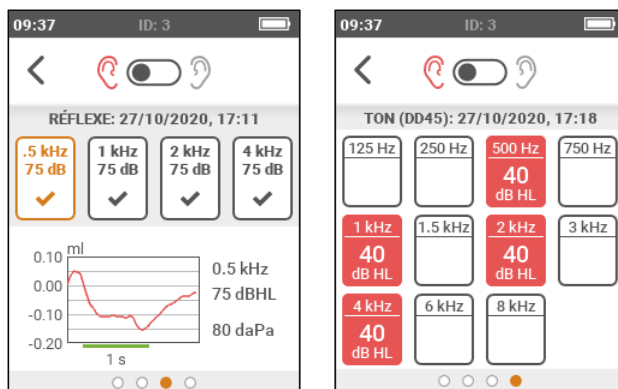 09:37 ID: 3
RÉFLEXE: 27/10/2020, 17:11
.5 kHz 1 kHz 2 kHz 4 kHz
75 dB 75 dB 75 dB 75 dB
ml
0.10
0.00
-0.10
-0.20
1 s
0.5 kHz
75 dBHL
80 daPa
09:37 ID: 3
TON (DD45): 27/10/2020, 17:18
125 Hz 250 Hz 500 Hz 750 Hz
40
dB HL
1 kHz 1.5 kHz 2 kHz 3 kHz
40 40
dB HL dB HL
4 kHz 6 kHz 8 kHz
40
dB HL